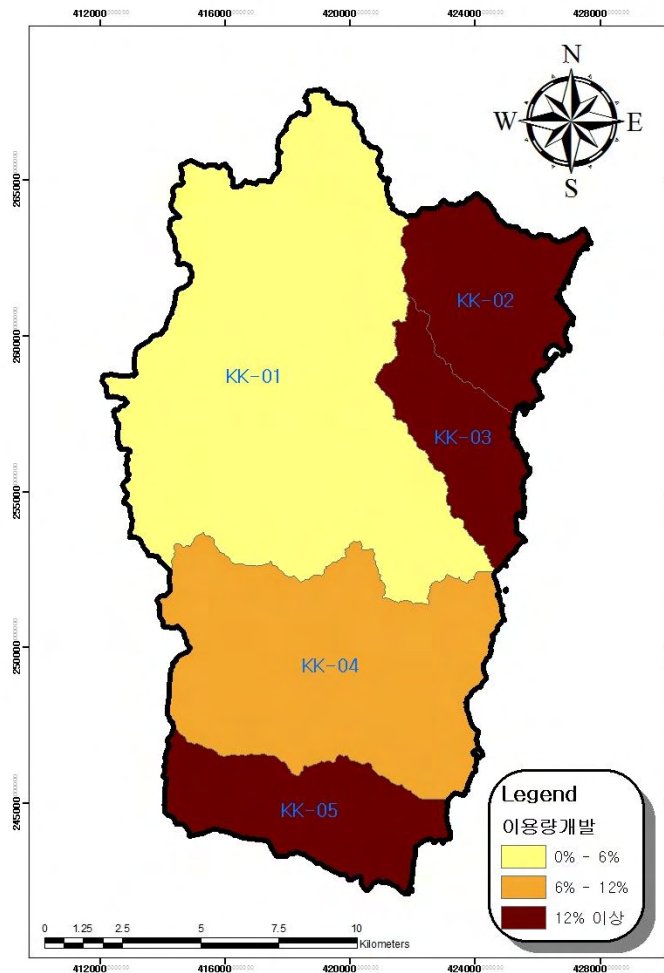 412000 416000 420000 424000 428000
N
W E
S
265000
KK-02
260000
KK-01
KK-03
255000
KK-04
250000
Legend
이용량개발
0% - 6%
6% - 12%
12% 이상
KK-05
245000
0 1.25 2.5 5 7.5 10
Kilometers
412000 416000 420000 424000 428000